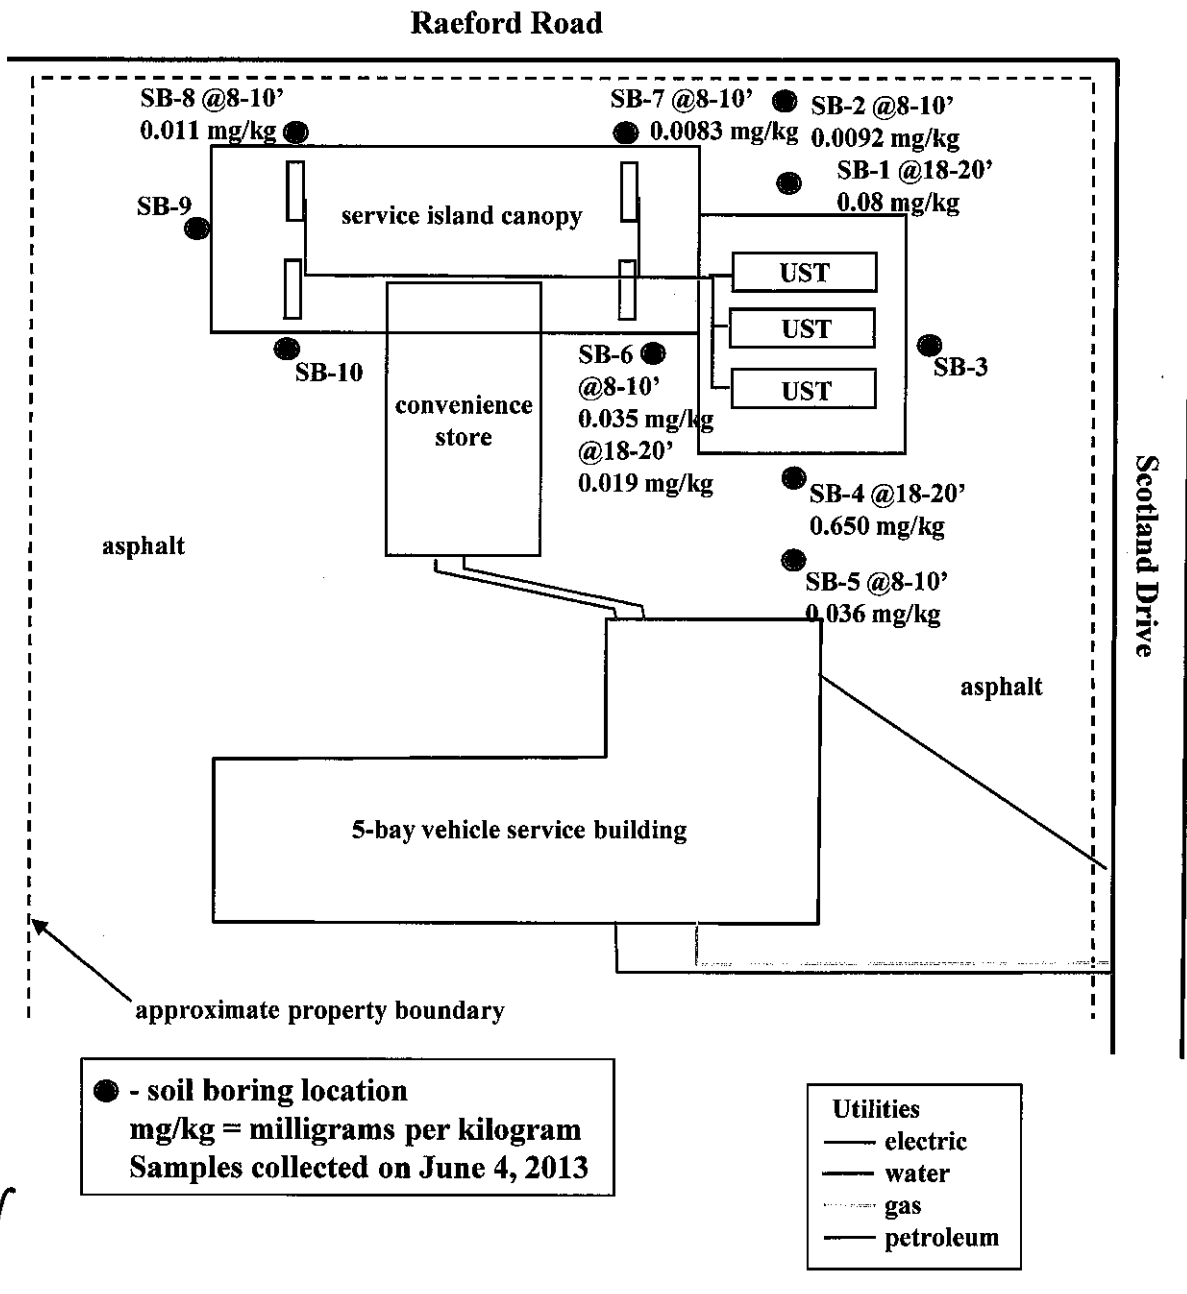 Raeford Road
SB-8 @8-10’
0.011 mg/kg
SB-7 @8-10’
0.0083 mg/kg
SB-2 @8-10’
0.0092 mg/kg
SB-1 @18-20’
0.08 mg/kg
SB-9
service island canopy
UST
UST
UST
SB-3
SB-10
SB-6
@8-10’
0.035 mg/kg
@18-20’
0.019 mg/kg
convenience
store
SB-4 @18-20’
0.650 mg/kg
SB-5 @8-10’
0.036 mg/kg
Scotland Drive
asphalt
asphalt
5-bay vehicle service building
approximate property boundary
- soil boring location
mg/kg = milligrams per kilogram
Samples collected on June 4, 2013
Utilities
electric
water
gas
petroleum